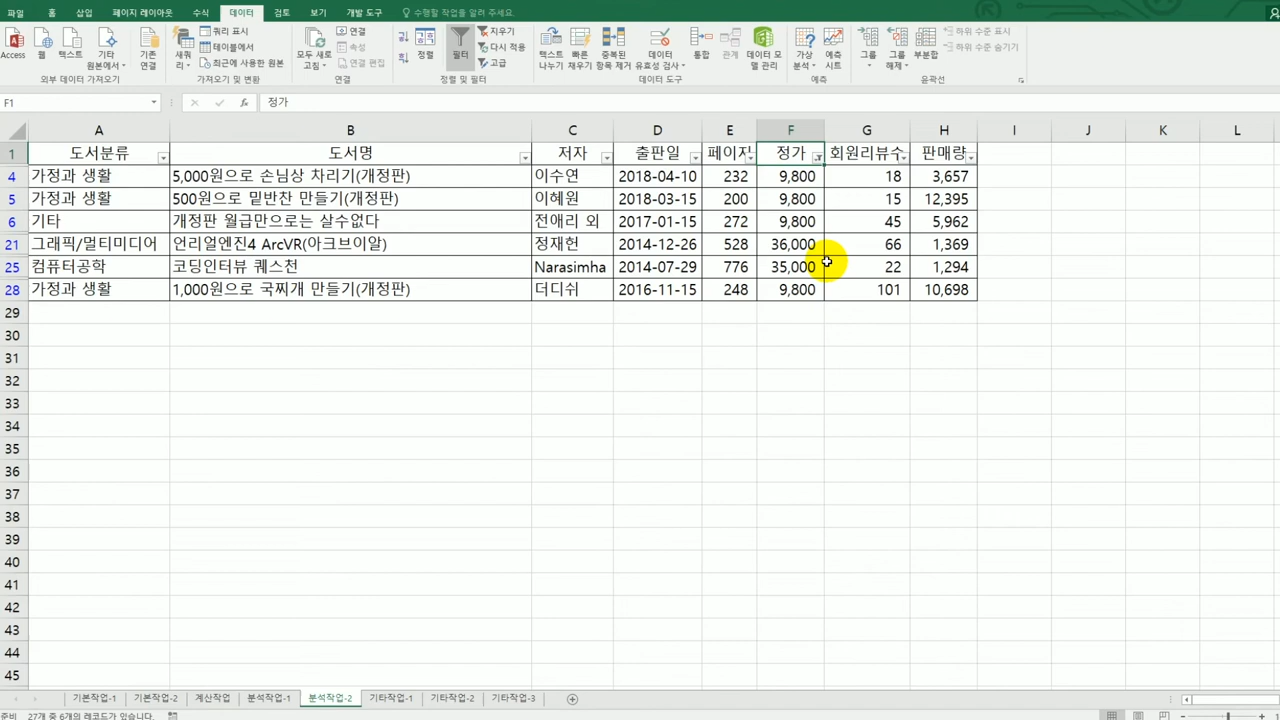 파일 홈 삽입 페이지 레이아웃 수식 데이터 검토 보기 개발 도구 수행할 작업을 알려 주세요.
Access 웹 텍스트 기타 원본에서 기존 연결
외부 데이터 가져오기
새 쿼리 쿼리 표시 테이블에서 최근에 사용한 원본
가져오기 및 변환
모두 새로 고침 연결 속성 연결 편집
연결
정렬 필터 지우기 다시 적용 고급
정렬 및 필터
텍스트 나누기 빠른 채우기 중복된 항목 제거 데이터 유효성 검사 통합 관계 데이터 모델 관리
데이터 도구
가상 분석 예측 시트
예측
그룹 그룹 해제 부분합 하위 수준 표시 하위 수준 숨기기
윤곽선
F1 fx 정가
A B C D E F G H I J K L
1 도서분류 도서명 저자 출판일 페이지 정가 회원리뷰수 판매량
4 가정과 생활 5,000원으로 손님상 차리기(개정판) 이수연 2018-04-10 232 9,800 18 3,657
5 가정과 생활 500원으로 밑반찬 만들기(개정판) 이혜원 2018-03-15 200 9,800 15 12,395
6 기타 개정판 월급만으로는 살수없다 전애리 외 2017-01-15 272 9,800 45 5,962
21 그래픽/멀티미디어 언리얼엔진4 ArcVR(아크브이알) 정재헌 2014-12-26 528 36,000 66 1,369
25 컴퓨터공학 코딩인터뷰 퀘스천 Narasimha 2014-07-29 776 35,000 22 1,294
28 가정과 생활 1,000원으로 국찌개 만들기(개정판) 더디쉬 2016-11-15 248 9,800 101 10,698
29
30
31
32
33
34
35
36
37
38
39
40
41
42
43
44
45
기본작업-1 기본작업-2 계산작업 분석작업-1 분석작업-2 기타작업-1 기타작업-2 기타작업-3
27개 중 6개의 레코드가 있습니다.